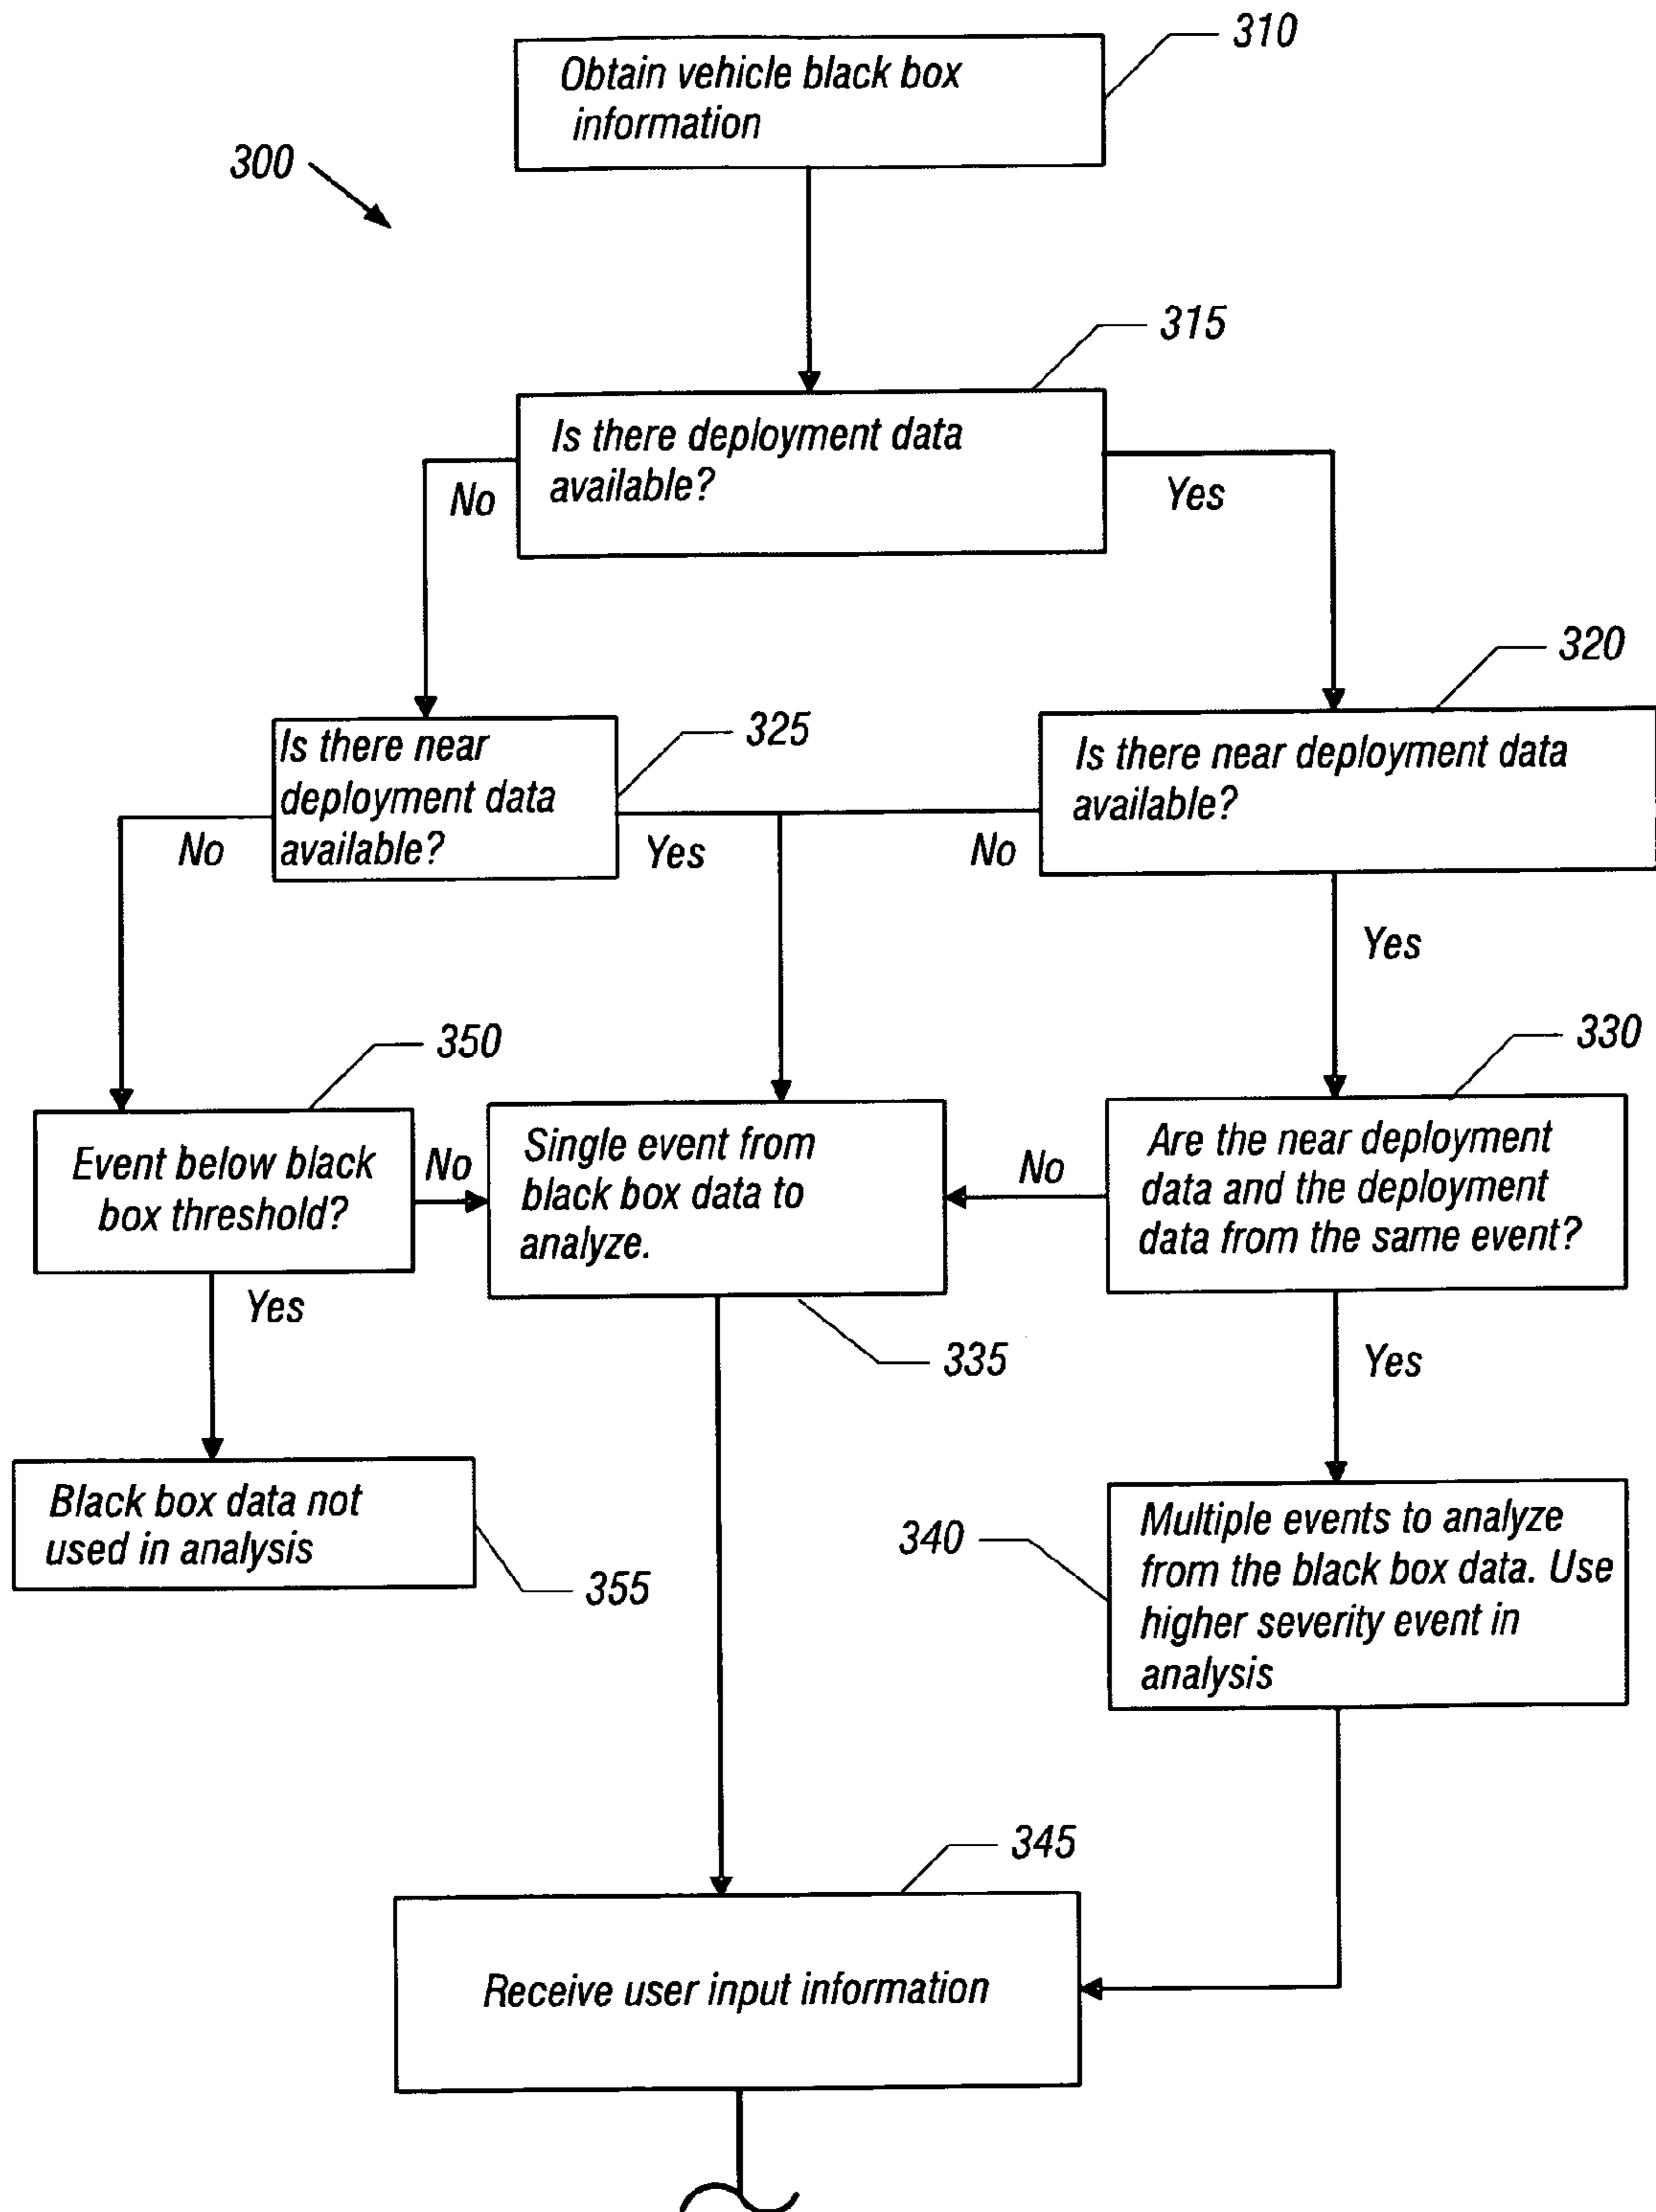 310
Obtain vehicle black box
information
300
315
Is there deployment data
available?
No
Yes
320
325
Is there near
deployment data
available?
Is there near deployment data
available?
No
Yes
No
Yes
350
330
Event below black
box threshold?
No
Single event from
black box data to
analyze.
No
Are the near deployment
data and the deployment
data from the same event?
Yes
335
Yes
Black box data not
used in analysis
355
340
Multiple events to analyze
from the black box data. Use
higher severity event in
analysis
345
Receive user input information